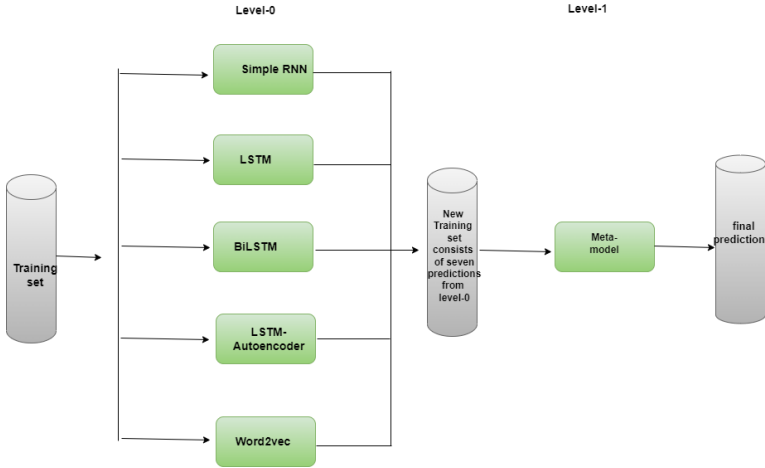 Level-0
Level-1
Simple RNN
LSTM
BiLSTM
LSTM-
Autoencoder
Word2vec
Training
set
New
Training
set
consists
of seven
predictions
from
level-0
Meta-
model
final
prediction